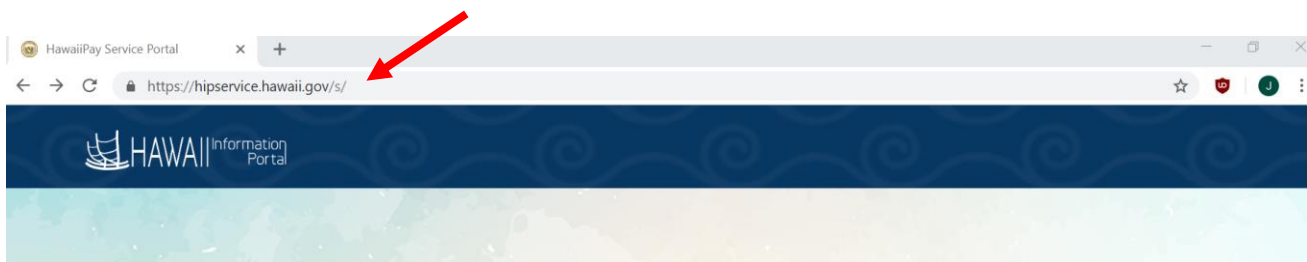 HawaiiPay Service Portal
https://hipservice.hawaii.gov/s/
J
HAWAII Information
Portal